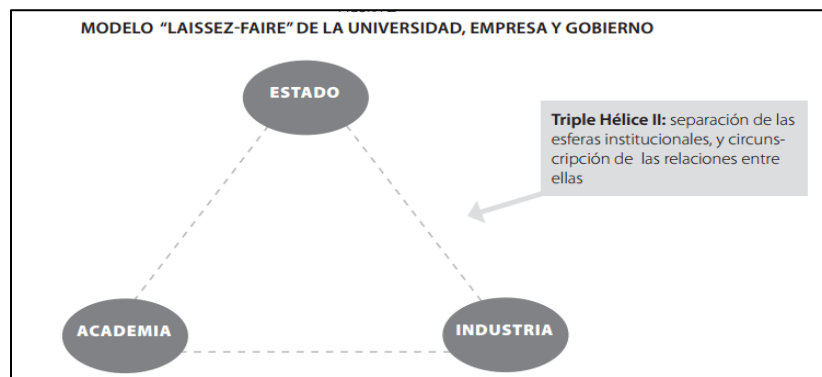 MODELO “LAISSEZ-FAIRE” DE LA UNIVERSIDAD, EMPRESA Y GOBIERNO
ESTADO
Triple Hélice II: separación de las
esferas institucionales, y circuns-
cripción de las relaciones entre
ellas
ACADEMIA
INDUSTRIA